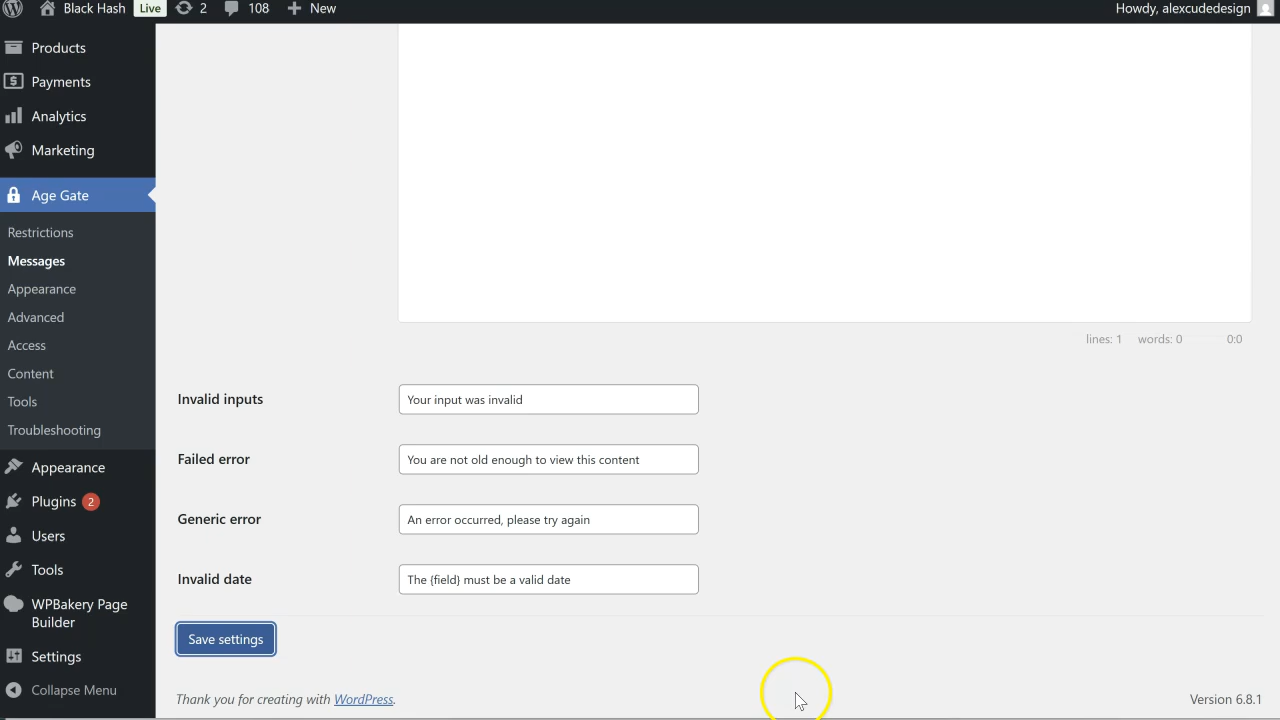 Black Hash Live 2 108 New Howdy, alexcudedesign
Products
Payments
Analytics
Marketing
Age Gate
Restrictions
Messages
Appearance
Advanced
Access
Content
Tools
Troubleshooting
Appearance
Plugins 2
Users
Tools
WPBakery Page
Builder
Settings
Collapse Menu
lines: 1 words: 0 0:0
Invalid inputs Your input was invalid
Failed error You are not old enough to view this content
Generic error An error occurred, please try again
Invalid date The {field} must be a valid date
Save settings
Thank you for creating with WordPress. Version 6.8.1